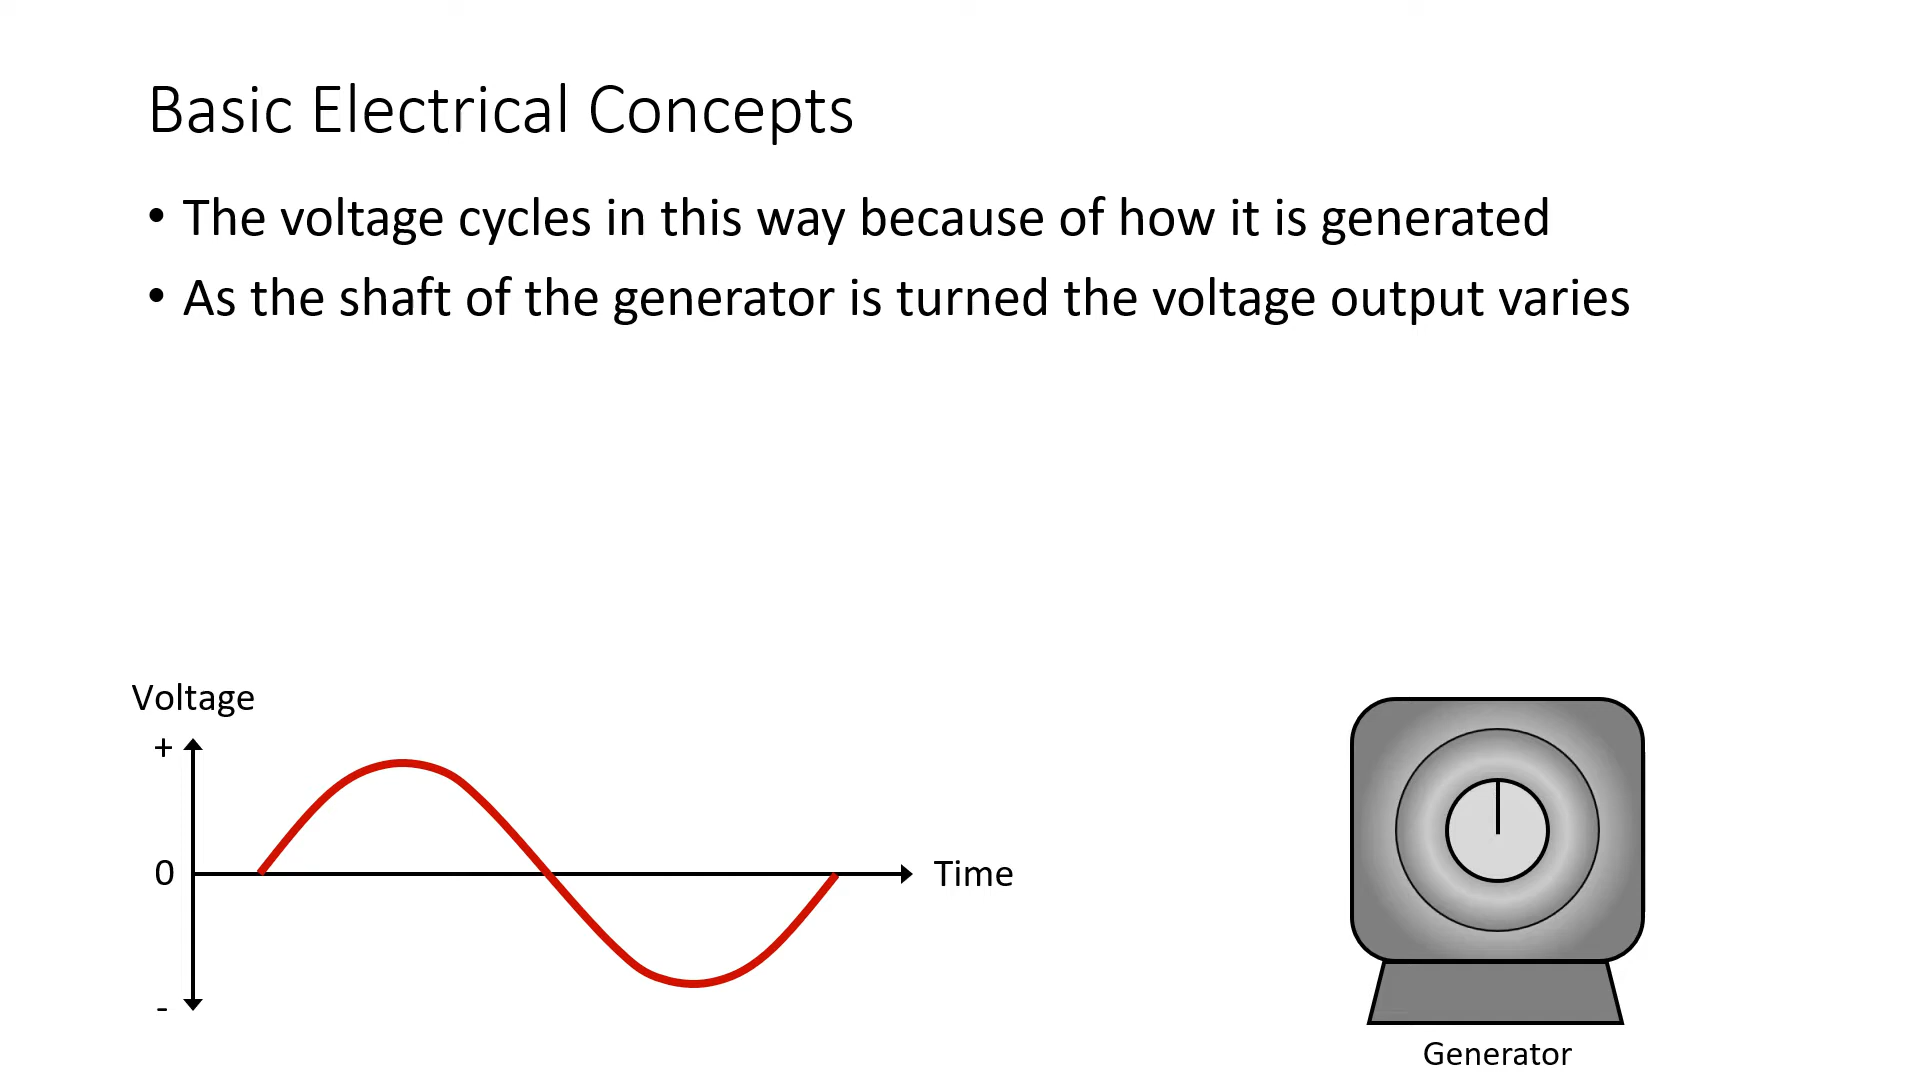 Basic Electrical Concepts
• The voltage cycles in this way because of how it is generated
• As the shaft of the generator is turned the voltage output varies
Voltage
+
0
Time
-
Generator